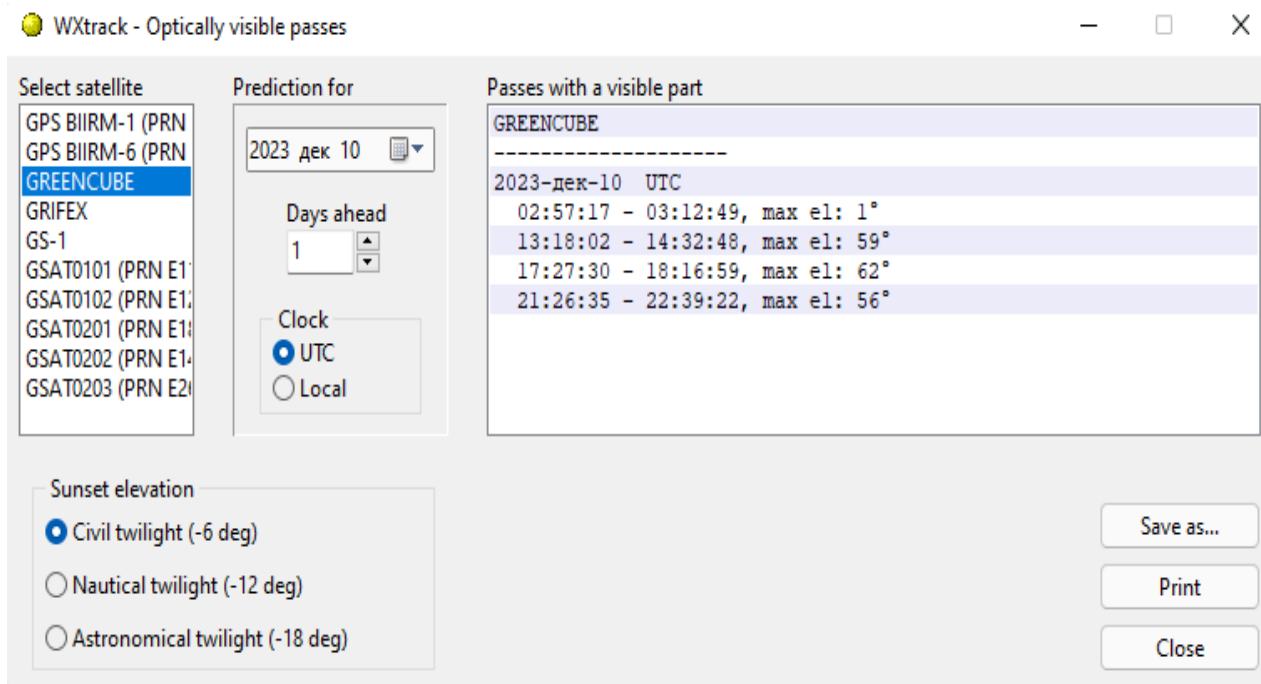 WXtrack - Optically visible passes
Select satellite
GPS BIIRM-1 (PRN
GPS BIIRM-6 (PRN
GREENCUBE
GRIFEX
GS-1
GSAT0101 (PRN E1
GSAT0102 (PRN E1
GSAT0201 (PRN E1
GSAT0202 (PRN E1
GSAT0203 (PRN E2
Prediction for
2023 дек 10
Days ahead
1
Clock
UTC
Local
Passes with a visible part
GREENCUBE
--------------------
2023-дек-10 UTC
02:57:17 - 03:12:49, max el: 1°
13:18:02 - 14:32:48, max el: 59°
17:27:30 - 18:16:59, max el: 62°
21:26:35 - 22:39:22, max el: 56°
Sunset elevation
Civil twilight (-6 deg)
Nautical twilight (-12 deg)
Astronomical twilight (-18 deg)
Save as...
Print
Close